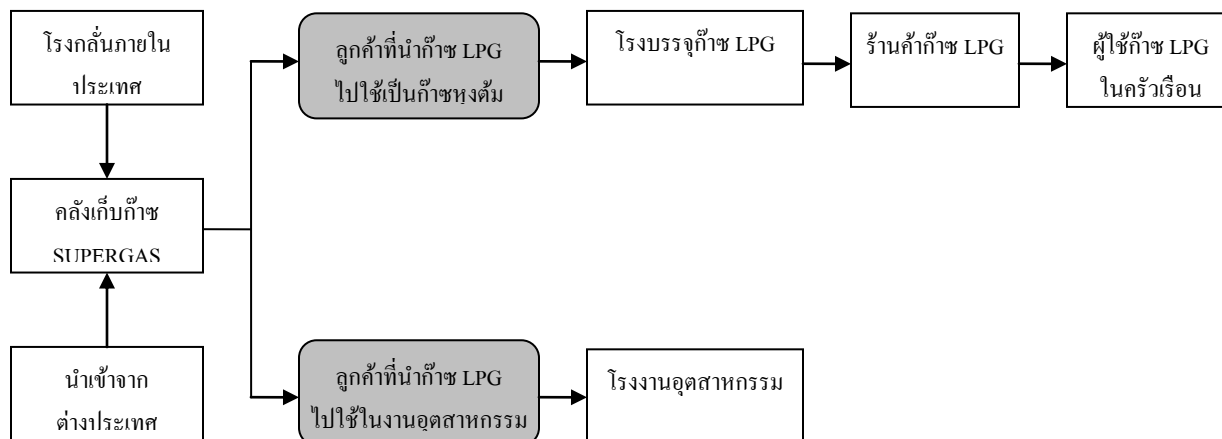 โรงกลั่นภายใน
ประเทศ
ลูกค้าที่นำก๊าซ LPG
ไปใช้เป็นก๊าซหุงต้ม
โรงบรรจุก๊าซ LPG
ร้านค้าก๊าซ LPG
ผู้ใช้ก๊าซ LPG
ในครัวเรือน
คลังเก็บก๊าซ
SUPERGAS
นำเข้าจาก
ต่างประเทศ
ลูกค้าที่นำก๊าซ LPG
ไปใช้ในงานอุตสาหกรรม
โรงงานอุตสาหกรรม